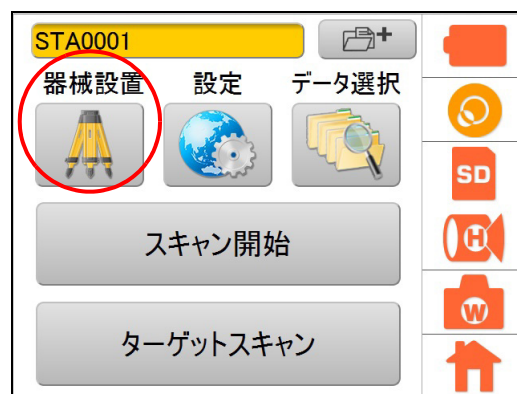 STA0001
器械設置 設定 データ選択
SD
スキャン開始
H
W
ターゲットスキャン